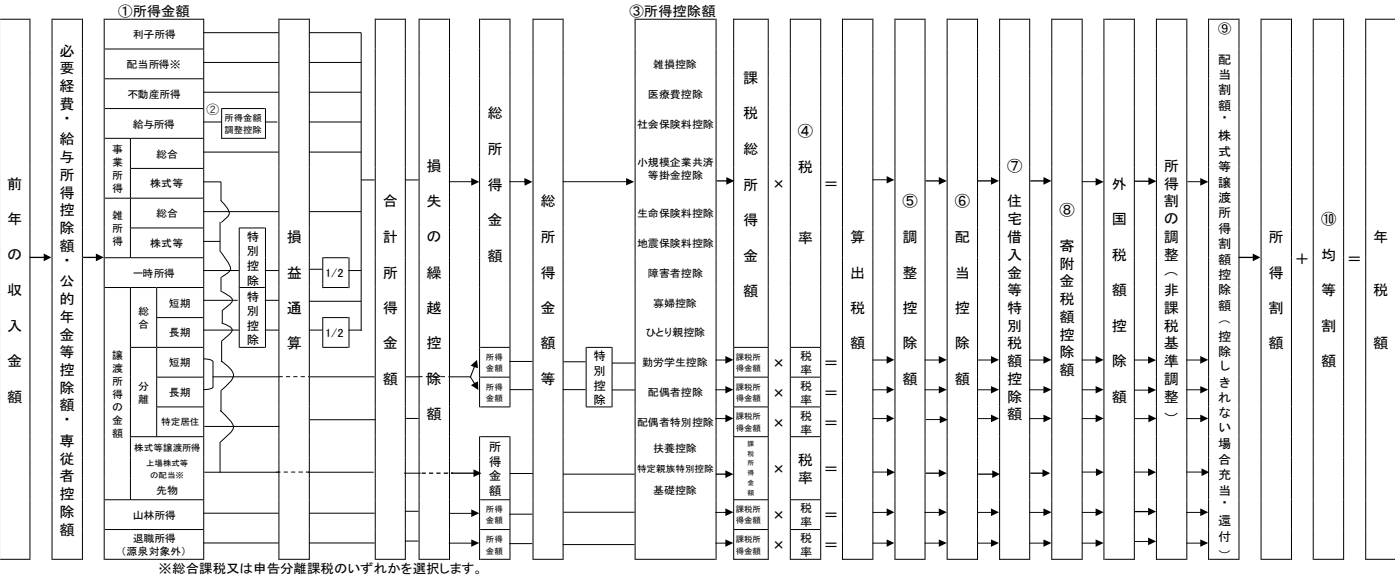 ①所得金額
③所得控除額
前年の収入金額
必要経費・給与所得控除額・公的年金等控除額・専従者控除額
利子所得
配当所得※
不動産所得
給与所得
②
所得金額
調整控除
事業所得
総合
株式等
雑所得
総合
株式等
一時所得
譲渡所得の金額
総合
短期
長期
分離
短期
長期
特定居住
株式等譲渡所得
上場株式等
の配当※
先物
山林所得
退職所得
(源泉対象外)
特別控除
特別控除
損益通算
1/2
1/2
合計所得金額
損失の繰越控除額
総所得金額
所得
金額
所得
金額
所得金額
所得
金額
所得
金額
総所得金額等
特別控除
雑損控除
医療費控除
社会保険料控除
小規模企業共済
等掛金控除
生命保険料控除
地震保険料控除
障害者控除
寡婦控除
ひとり親控除
勤労学生控除
配偶者控除
配偶者特別控除
扶養控除
特定親族特別控除
基礎控除
課税総所得金額
課税所
得金額
課税所
得金額
課税所
得金額
課税所得金額
課税所
得金額
課税所
得金額
×
×
×
×
×
×
×
④税率
税率
税率
税率
税率
税率
税率
=
=
=
=
=
=
=
算出税額
⑤調整控除額
⑥配当控除額
⑦住宅借入金等特別税額控除額
⑧寄附金税額控除額
外国税額控除額
所得割の調整(非課税基準調整)
⑨配当割額・株式等譲渡所得割額控除額(控除しきれない場合充当・還付)
所得割額
+
⑩均等割額
=
年税額
※総合課税又は申告分離課税のいずれかを選択します。